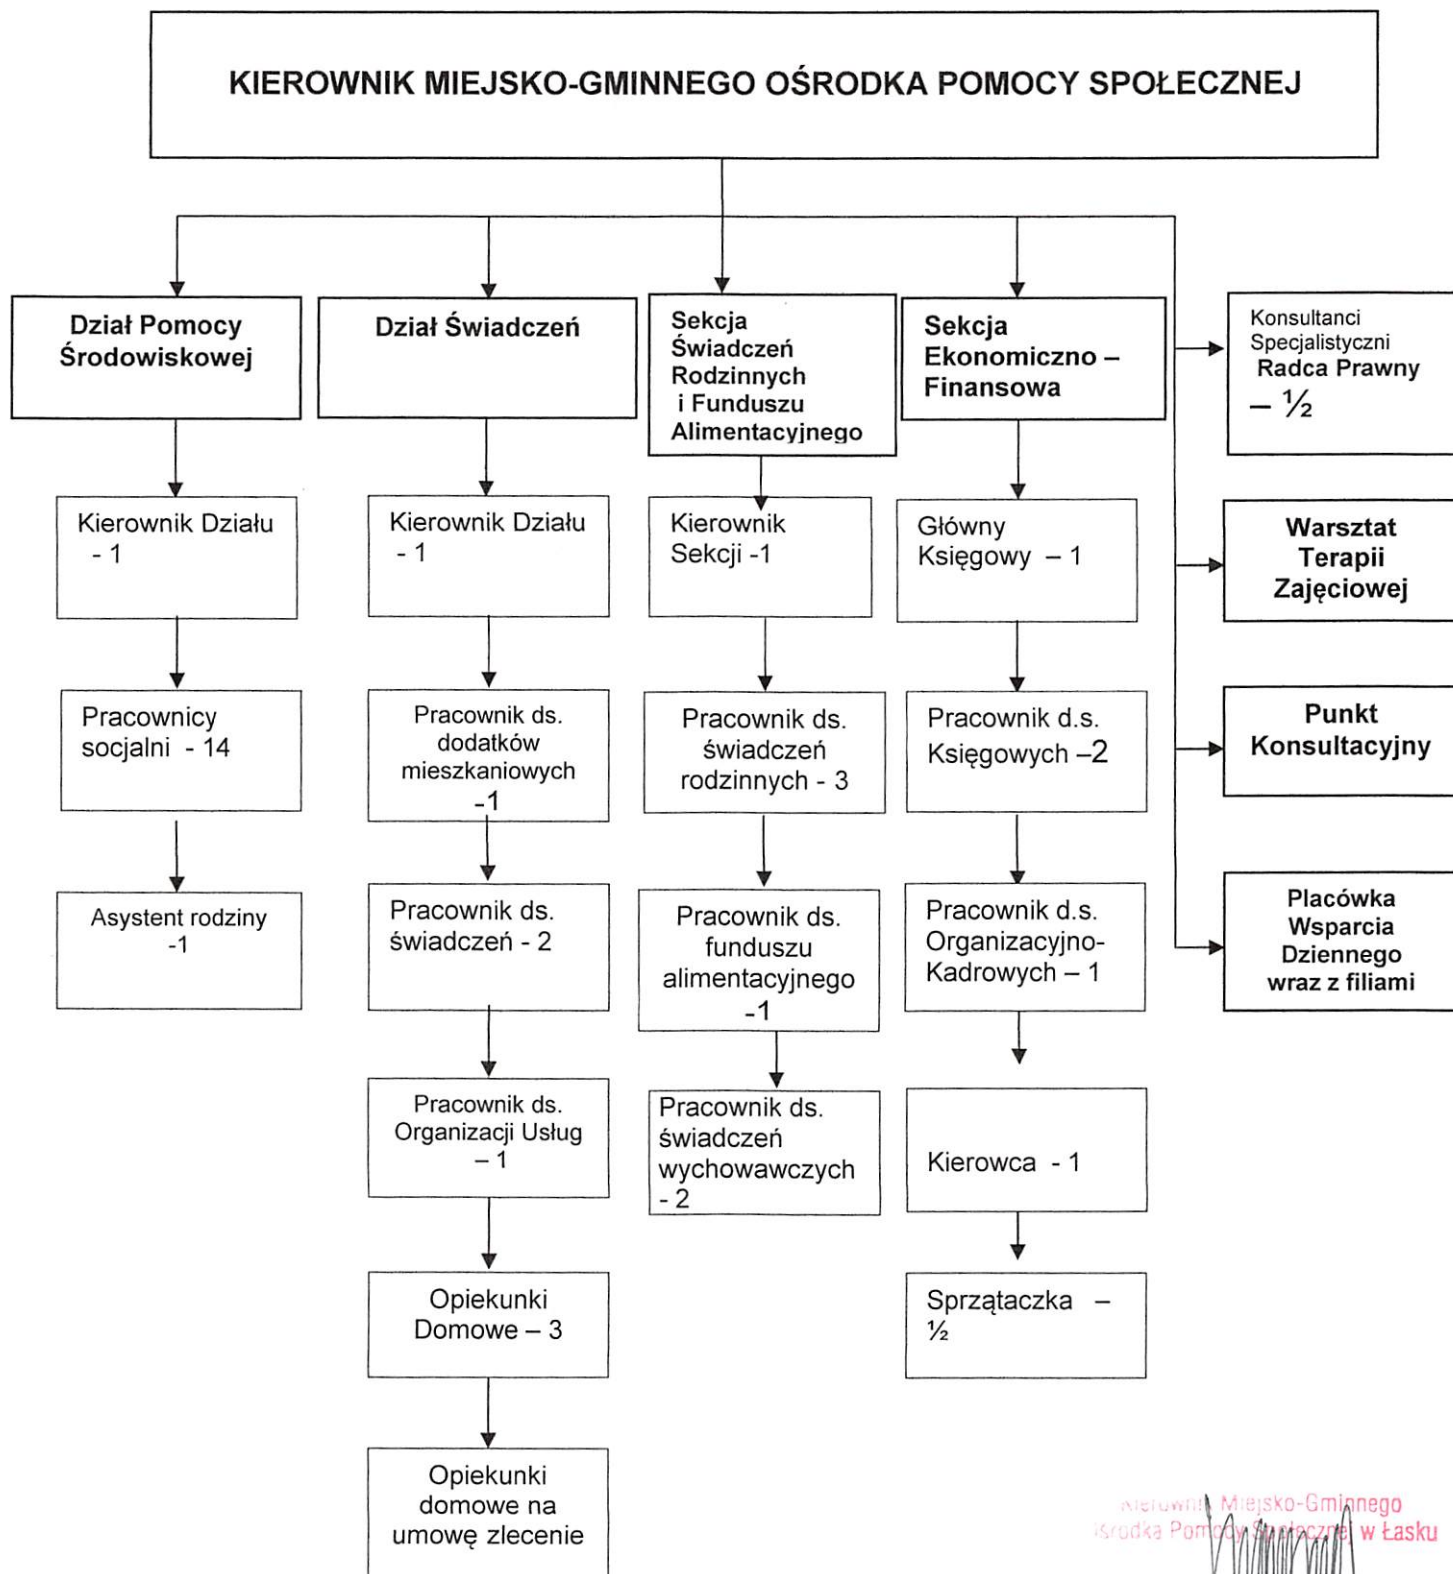 KIEROWNIK MIEJSKO-GMINNEGO OŚRODKA POMOCY SPOŁECZNEJ
Dział Pomocy
Środowiskowej
Dział Świadczeń
Sekcja
Świadczeń
Rodzinnych
i Funduszu
Alimentacyjnego
Sekcja
Ekonomiczno –
Finansowa
Konsultanci
Specjalistyczni
Radca Prawny
– ½
Kierownik Działu
- 1
Kierownik Działu
- 1
Kierownik
Sekcji -1
Główny
Księgowy – 1
Warsztat
Terapii
Zajęciowej
Pracownicy
socjalni - 14
Pracownik ds.
dodatków
mieszkaniowych
-1
Pracownik ds.
świadczeń
rodzinnych - 3
Pracownik d.s.
Księgowych –2
Punkt
Konsultacyjny
Asystent rodziny
-1
Pracownik ds.
świadczeń - 2
Pracownik ds.
funduszu
alimentacyjnego
-1
Pracownik d.s.
Organizacyjno-
Kadrowych – 1
Placówka
Wsparcia
Dziennego
wraz z filiami
Pracownik ds.
Organizacji Usług
– 1
Pracownik ds.
świadczeń
wychowawczych
- 2
Kierowca - 1
Opiekunki
Domowe – 3
Sprzątaczka –
½
Opiekunki
domowe na
umowę zlecenie
Kierownik Miejsko-Gminnego
środka Pomocy Społecznej w Łasku